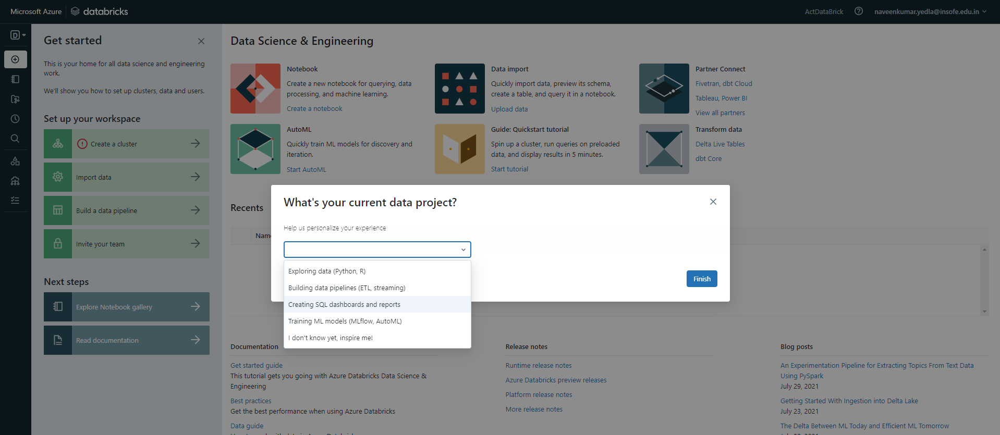 Microsoft Azure databricks
ActDataBrick naveenkumar.yedla@insofe.edu.in
D
Get started
This is your home for all data science and engineering
work.
We'll show you how to set up clusters, data and users.
Set up your workspace
Create a cluster
Import data
Build a data pipeline
Invite your team
Next steps
Explore Notebook gallery
Read documentation
Data Science & Engineering
Notebook
Create a new notebook for querying, data
processing, and machine learning.
Create a notebook
Data import
Quickly import data, preview its schema,
create a table, and query it in a notebook.
Upload data
Partner Connect
Fivetran, dbt Cloud
Tableau, Power BI
View all partners
AutoML
Quickly train ML models for discovery and
iteration.
Start AutoML
Guide: Quickstart tutorial
Spin up a cluster, run queries on preloaded
data, and display results in 5 minutes.
Start tutorial
Transform data
Delta Live Tables
dbt Core
Recents
Name
What's your current data project?
Help us personalize your experience
Exploring data (Python, R)
Building data pipelines (ETL, streaming)
Creating SQL dashboards and reports
Training ML models (MLflow, AutoML)
I don't know yet, inspire me!
Finish
Documentation
Get started guide
This tutorial gets you going with Azure Databricks Data Science &
Engineering
Best practices
Get the best performance when using Azure Databricks
Data guide
Release notes
Runtime release notes
Azure Databricks preview releases
Platform release notes
More release notes
Blog posts
An Experimentation Pipeline for Extracting Topics From Text Data
Using PySpark
July 29, 2021
Getting Started With Ingestion into Delta Lake
July 23, 2021
The Delta Between ML Today and Efficient ML Tomorrow